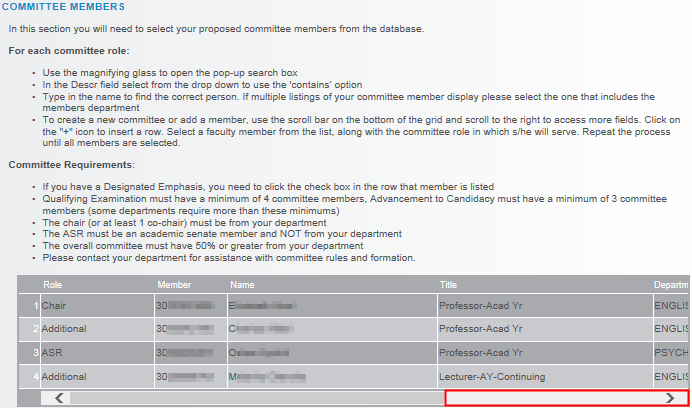 COMMITTEE MEMBERS
In this section you will need to select your proposed committee members from the database.
For each committee role:
• Use the magnifying glass to open the pop-up search box
• In the Descr field select from the drop down to use the 'contains' option
• Type in the name to find the correct person. If multiple listings of your committee member display please select the one that includes the
members department
• To create a new committee or add a member, use the scroll bar on the bottom of the grid and scroll to the right to access more fields. Click on
the "+" icon to insert a row. Select a faculty member from the list, along with the committee role in which s/he will serve. Repeat the process
until all members are selected.
Committee Requirements:
• If you have a Designated Emphasis, you need to click the check box in the row that member is listed
• Qualifying Examination must have a minimum of 4 committee members, Advancement to Candidacy must have a minimum of 3 committee
members (some departments require more than these minimums)
• The chair (or at least 1 co-chair) must be from your department
• The ASR must be an academic senate member and NOT from your department
• The overall committee must have 50% or greater from your department
• Please contact your department for assistance with committee rules and formation.
Role Member Name Title Departm
1 Chair 30 E Professor-Acad Yr ENGLIS
2 Additional 30 C Professor-Acad Yr ENGLIS
3 ASR 30 O Professor-Acad Yr PSYCH
4 Additional 30 M Lecturer-AY-Continuing ENGLIS